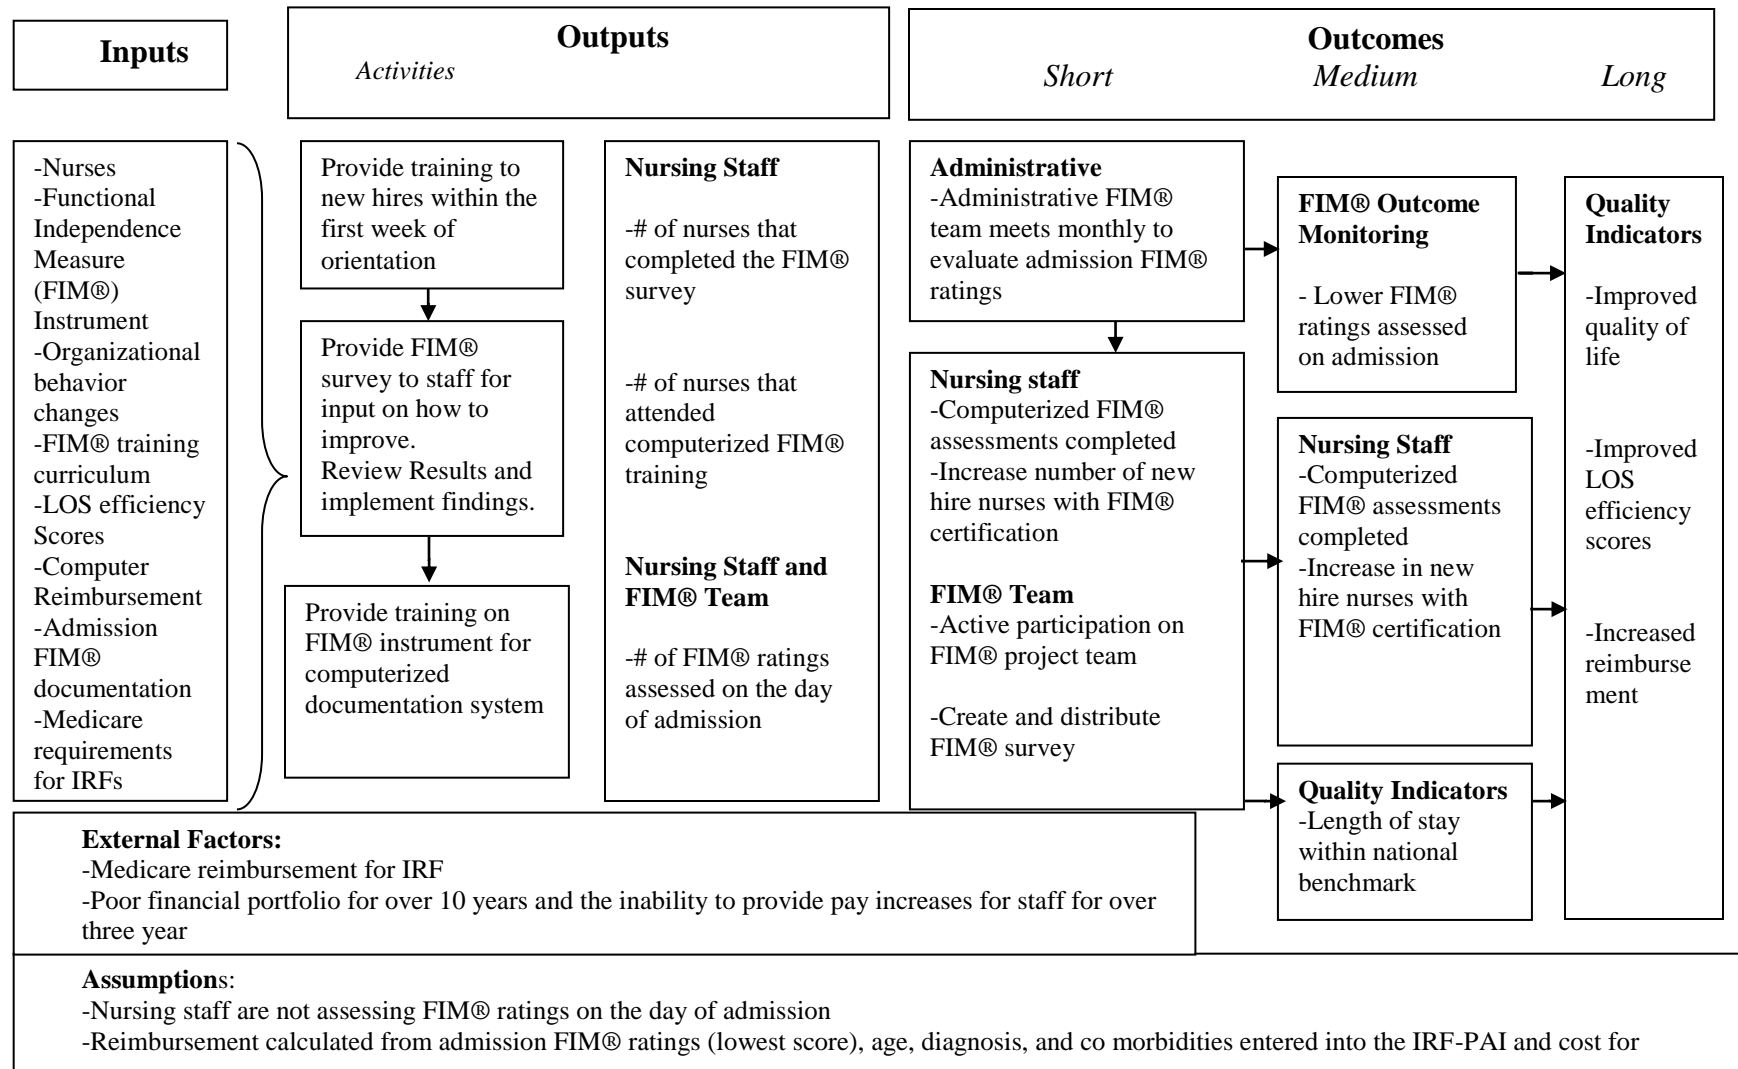 Inputs
Outputs
Activities
Outcomes
Short Medium Long
-Nurses
-Functional
Independence
Measure
(FIM®)
Instrument
-Organizational
behavior
changes
-FIM® training
curriculum
-LOS efficiency
Scores
-Computer
Reimbursement
-Admission
FIM®
documentation
-Medicare
requirements
for IRFs
Provide training to
new hires within the
first week of
orientation
Provide FIM®
survey to staff for
input on how to
improve.
Review Results and
implement findings.
Provide training on
FIM® instrument for
computerized
documentation system
Nursing Staff
-# of nurses that
completed the FIM®
survey
-# of nurses that
attended
computerized FIM®
training
Nursing Staff and
FIM® Team
-# of FIM® ratings
assessed on the day
of admission
Administrative
-Administrative FIM®
team meets monthly to
evaluate admission FIM®
ratings
Nursing staff
-Computerized FIM®
assessments completed
-Increase number of new
hire nurses with FIM®
certification
FIM® Team
-Active participation on
FIM® project team
-Create and distribute
FIM® survey
FIM® Outcome
Monitoring
- Lower FIM®
ratings assessed
on admission
Nursing Staff
-Computerized
FIM® assessments
completed
-Increase in new
hire nurses with
FIM® certification
Quality Indicators
-Length of stay
within national
benchmark
Quality
Indicators
-Improved
quality of
life
-Improved
LOS
efficiency
scores
-Increased
reimburse
ment
External Factors:
-Medicare reimbursement for IRF
-Poor financial portfolio for over 10 years and the inability to provide pay increases for staff for over
three year
Assumptions:
-Nursing staff are not assessing FIM® ratings on the day of admission
-Reimbursement calculated from admission FIM® ratings (lowest score), age, diagnosis, and co morbidities entered into the IRF-PAI and cost for